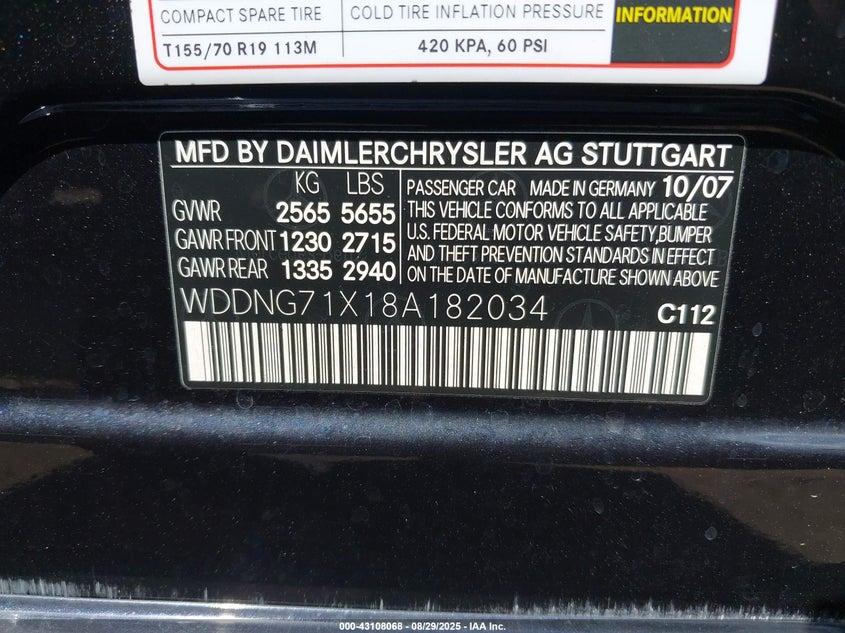 COMPACT SPARE TIRE COLD TIRE INFLATION PRESSURE INFORMATION
T155/70 R19 113M 420 KPA, 60 PSI
MFD BY DAIMLERCHRYSLER AG STUTTGART
KG LBS
GVWR 2565 5655
GAWR FRONT 1230 2715
GAWR REAR 1335 2940
PASSENGER CAR MADE IN GERMANY 10/07
THIS VEHICLE CONFORMS TO ALL APPLICABLE
U.S. FEDERAL MOTOR VEHICLE SAFETY, BUMPER
AND THEFT PREVENTION STANDARDS IN EFFECT
ON THE DATE OF MANUFACTURE SHOWN ABOVE
WDDNG71X18A182034 C112
000-43108068 - 08/29/2025 - IAA Inc.